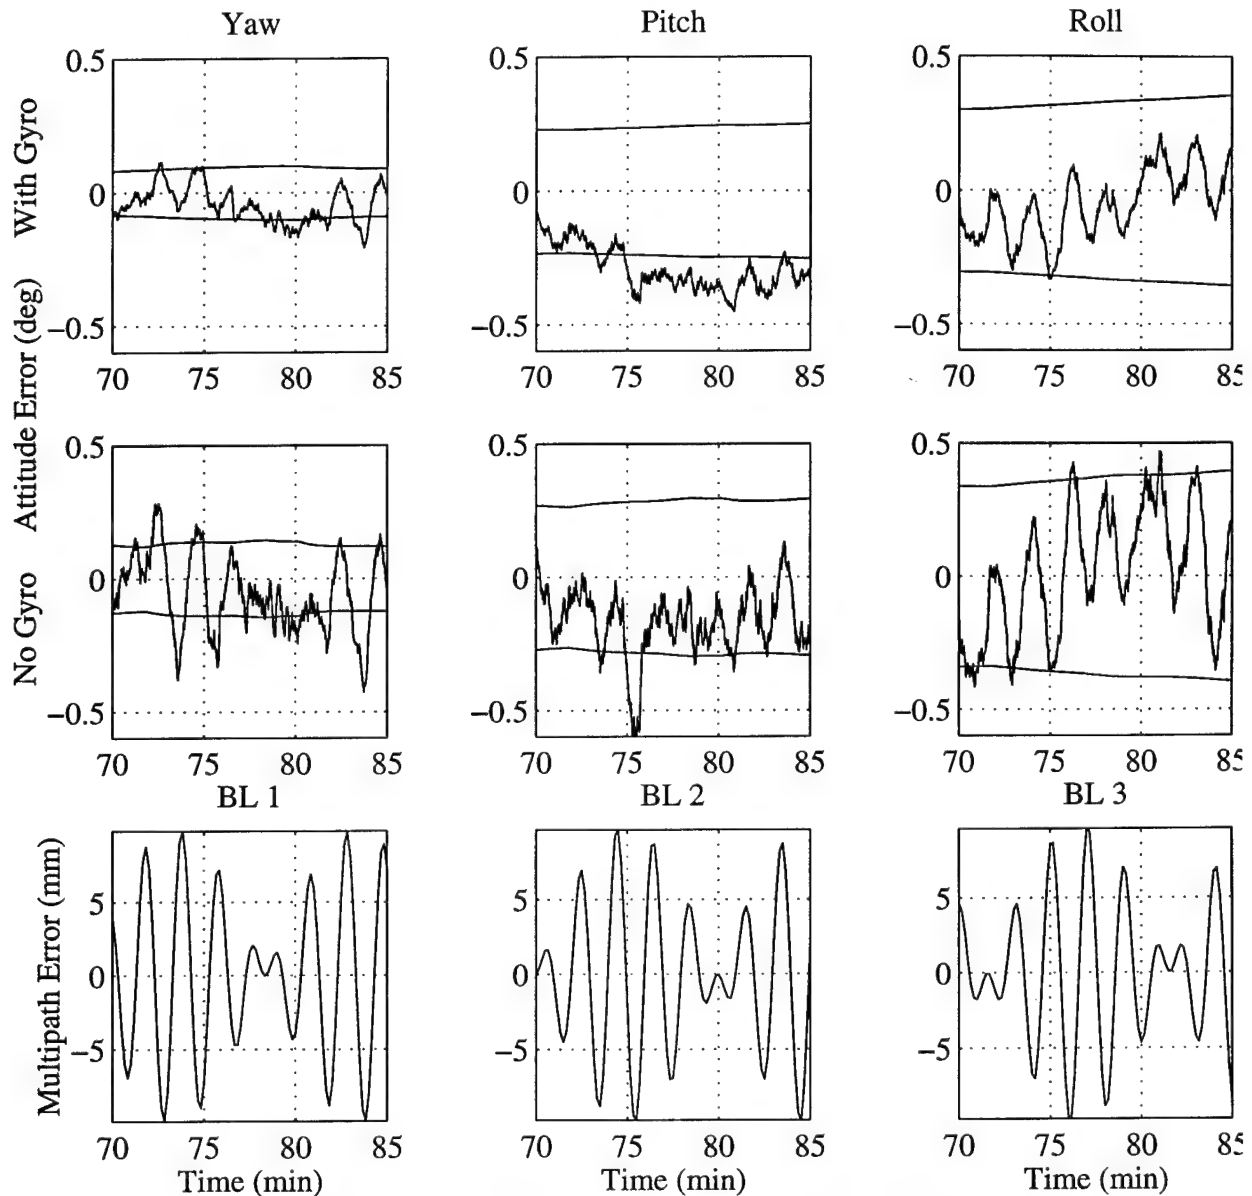 Yaw Pitch Roll
With Gyro
0.5 0.5 0.5
0 0 0
−0.5 −0.5 −0.5
70 75 80 85 70 75 80 85 70 75 80 85
Attitude Error (deg)
No Gyro
0.5 0.5 0.5
0 0 0
−0.5 −0.5 −0.5
70 75 80 85 70 75 80 85 70 75 80 85
BL 1 BL 2 BL 3
Multipath Error (mm)
5 5 5
0 0 0
−5 −5 −5
70 75 80 85 70 75 80 85 70 75 80 85
Time (min) Time (min) Time (min)